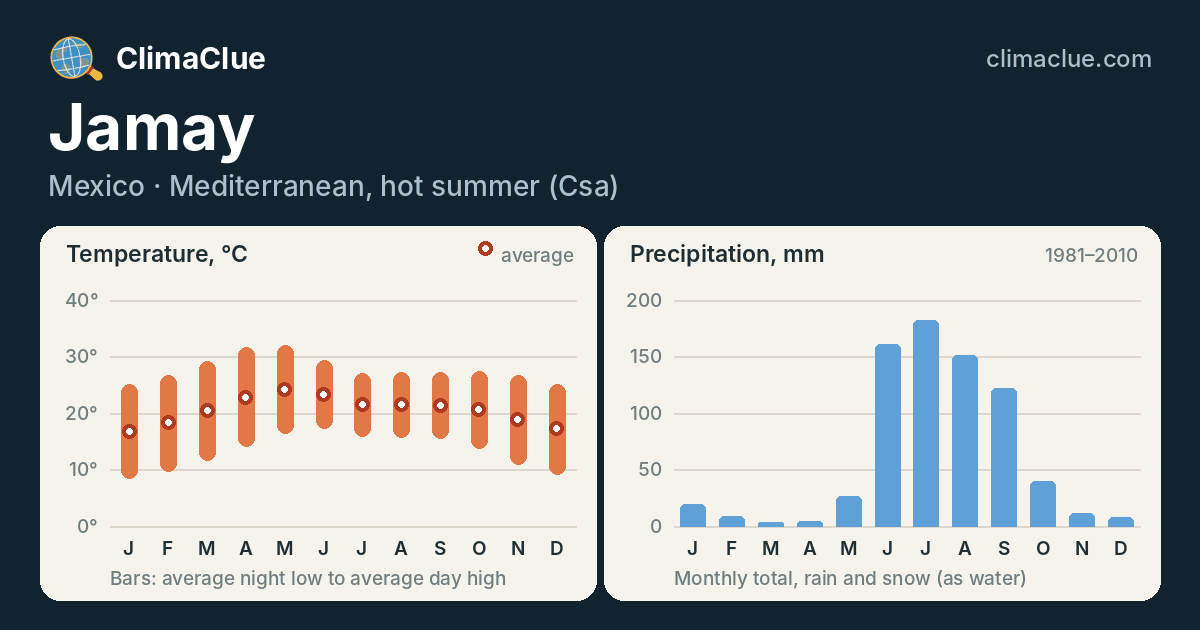 ClimaClue
climaclue.com
Jamay
Mexico · Mediterranean, hot summer (Csa)
Temperature, °C
average
40°
30°
20°
10°
0°
J F M A M J J A S O N D
Bars: average night low to average day high
Precipitation, mm
1981–2010
200
150
100
50
0
J F M A M J J A S O N D
Monthly total, rain and snow (as water)